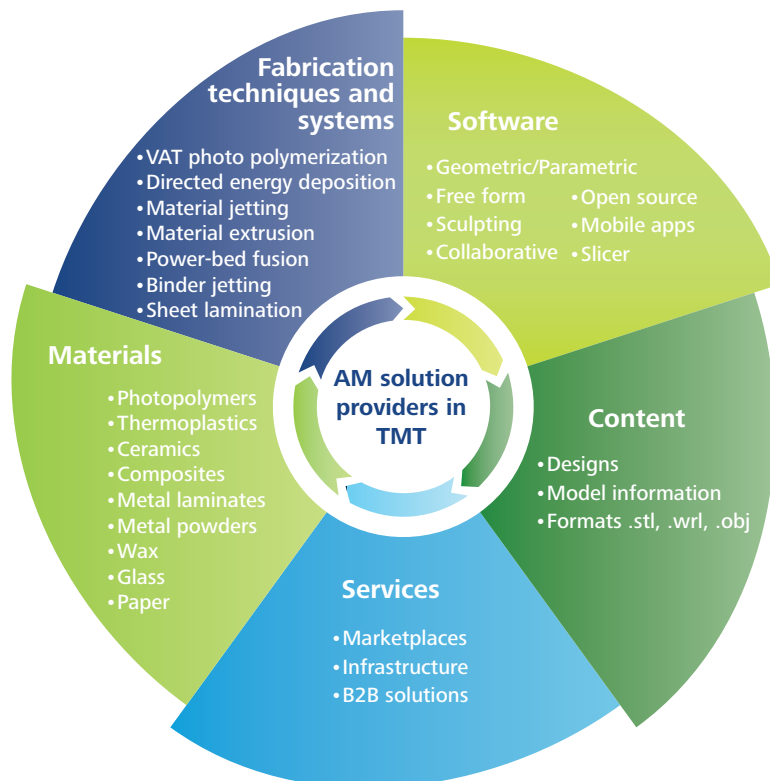 Fabrication
techniques and
systems
•VAT photo polymerization
•Directed energy deposition
•Material jetting
•Material extrusion
•Power-bed fusion
•Binder jetting
•Sheet lamination
Software
•Geometric/Parametric
•Free form
•Sculpting
•Collaborative
•Open source
•Mobile apps
•Slicer
Content
•Designs
•Model information
•Formats .stl, .wrl, .obj
Services
•Marketplaces
•Infrastructure
•B2B solutions
Materials
•Photopolymers
•Thermoplastics
•Ceramics
•Composites
•Metal laminates
•Metal powders
•Wax
•Glass
•Paper
AM solution
providers in
TMT